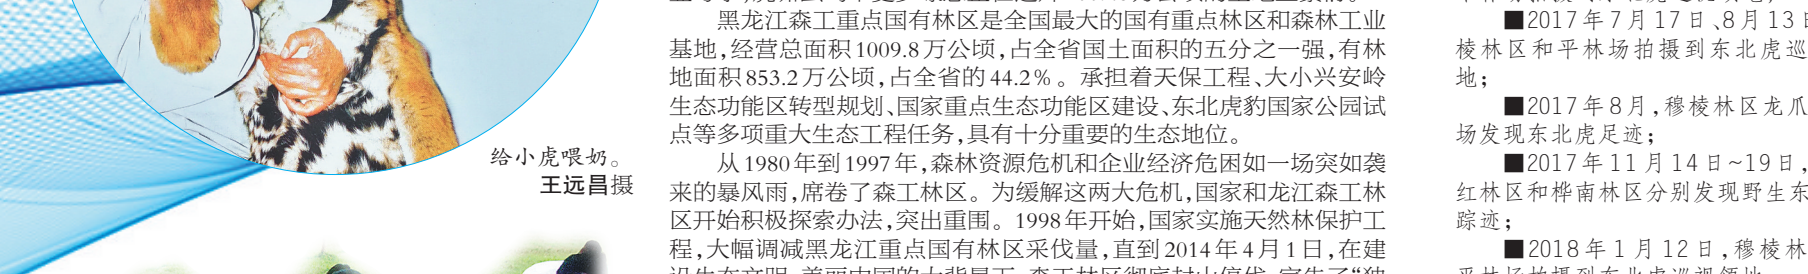 给小虎喂奶。
王远昌摄
黑龙江森工重点国有林区是全国最大的国有重点林区和森林工业
基地,经营总面积1009.8万公顷,占全省国土面积的五分之一强,有林
地面积853.2万公顷,占全省的44.2%。承担着天保工程、大小兴安岭
生态功能区转型规划、国家重点生态功能区建设、东北虎豹国家公园试
点等多项重大生态工程任务,具有十分重要的生态地位。
从1980年到1997年,森林资源危机和企业经济危困如一场突如袭
来的暴风雨,席卷了森工林区。为缓解这两大危机,国家和龙江森工林
区开始积极探索办法,突出重围。1998年开始,国家实施天然林保护工
程,大幅调减黑龙江重点国有林区采伐量,直到2014年4月1日,在建
■2017年7月17日、8月13日
棱林区和平林场拍摄到东北虎巡
地;
■2017年8月,穆棱林区龙爪
场发现东北虎足迹;
■2017年11月14日~19日,
红林区和桦南林区分别发现野生东
踪迹;
■2018年1月12日,穆棱林